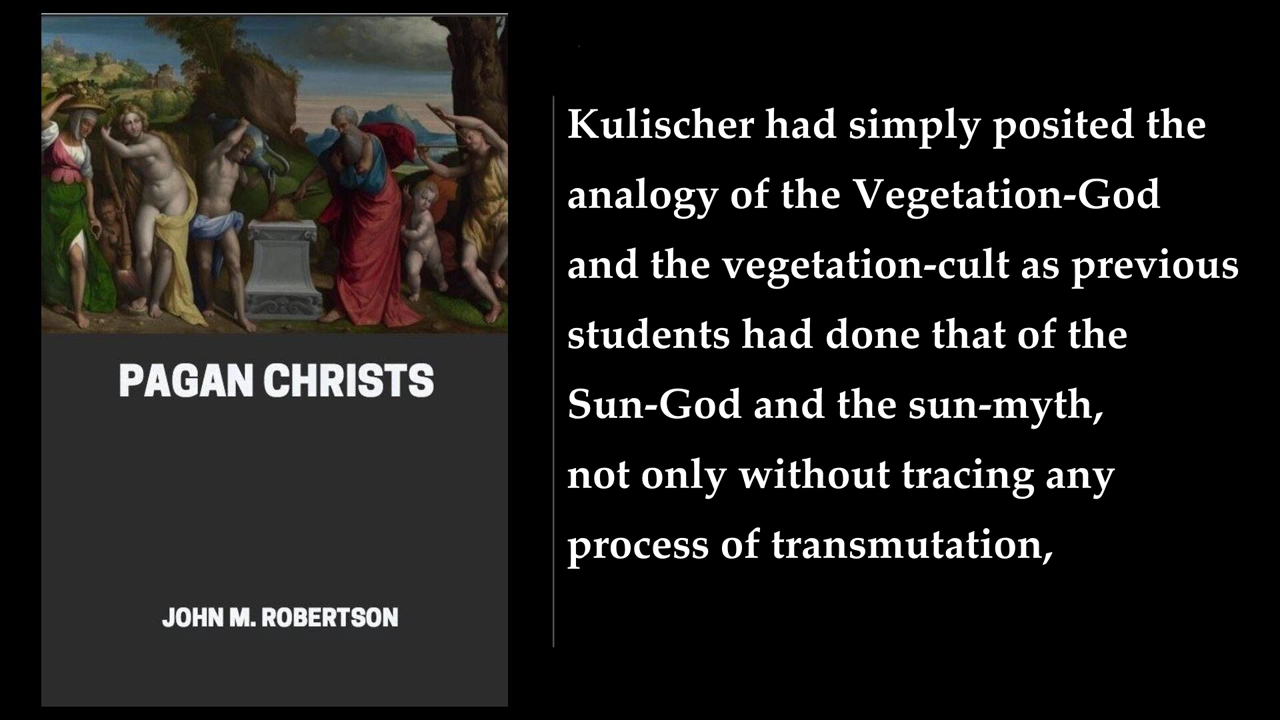 PAGAN CHRISTS
JOHN M. ROBERTSON
Kulischer had simply posited the
analogy of the Vegetation-God
and the vegetation-cult as previous
students had done that of the
Sun-God and the sun-myth,
not only without tracing any
process of transmutation,